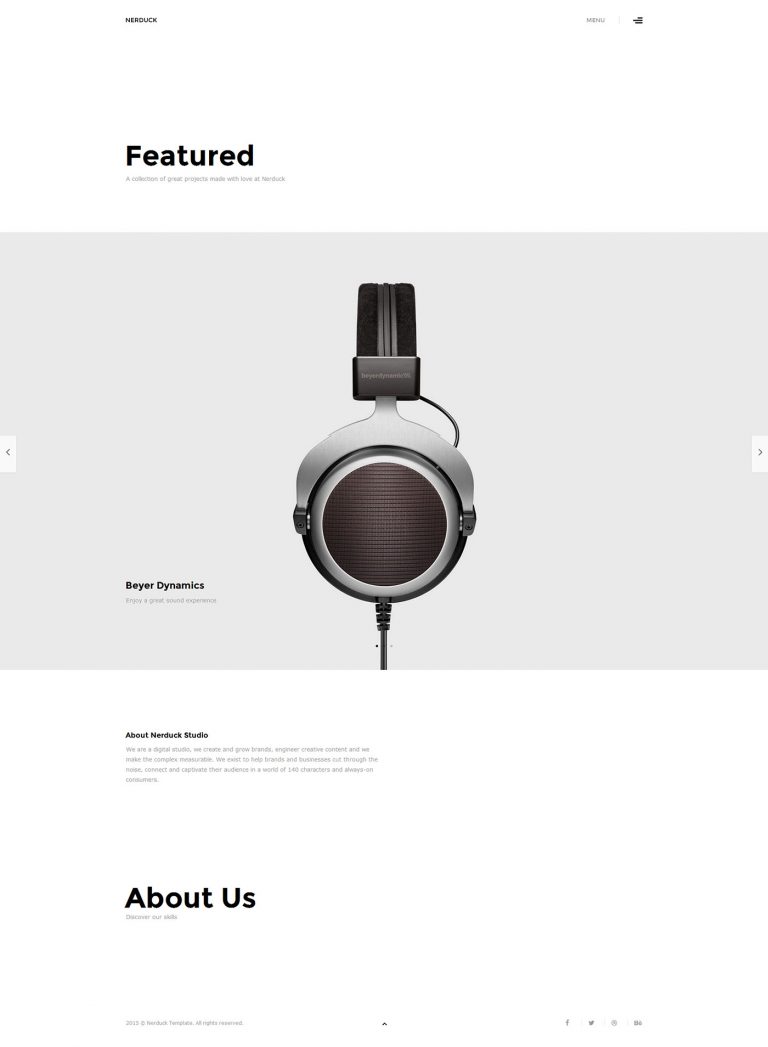 NERDUCK
MENU
Featured
A collection of great projects made with love at Nerduck.
beyerdynamic
Beyer Dynamics
Enjoy a great sound experience.
About Nerduck Studio
We are a digital studio, we create and grow brands, engineer creative content and we
make the complex measurable. We exist to help brands and businesses cut through the
noise, connect and captivate their audience in a world of 140 characters and always-on
consumers.
About Us
Discover our skills
2015 © Nerduck Template. All rights reserved.
Bē